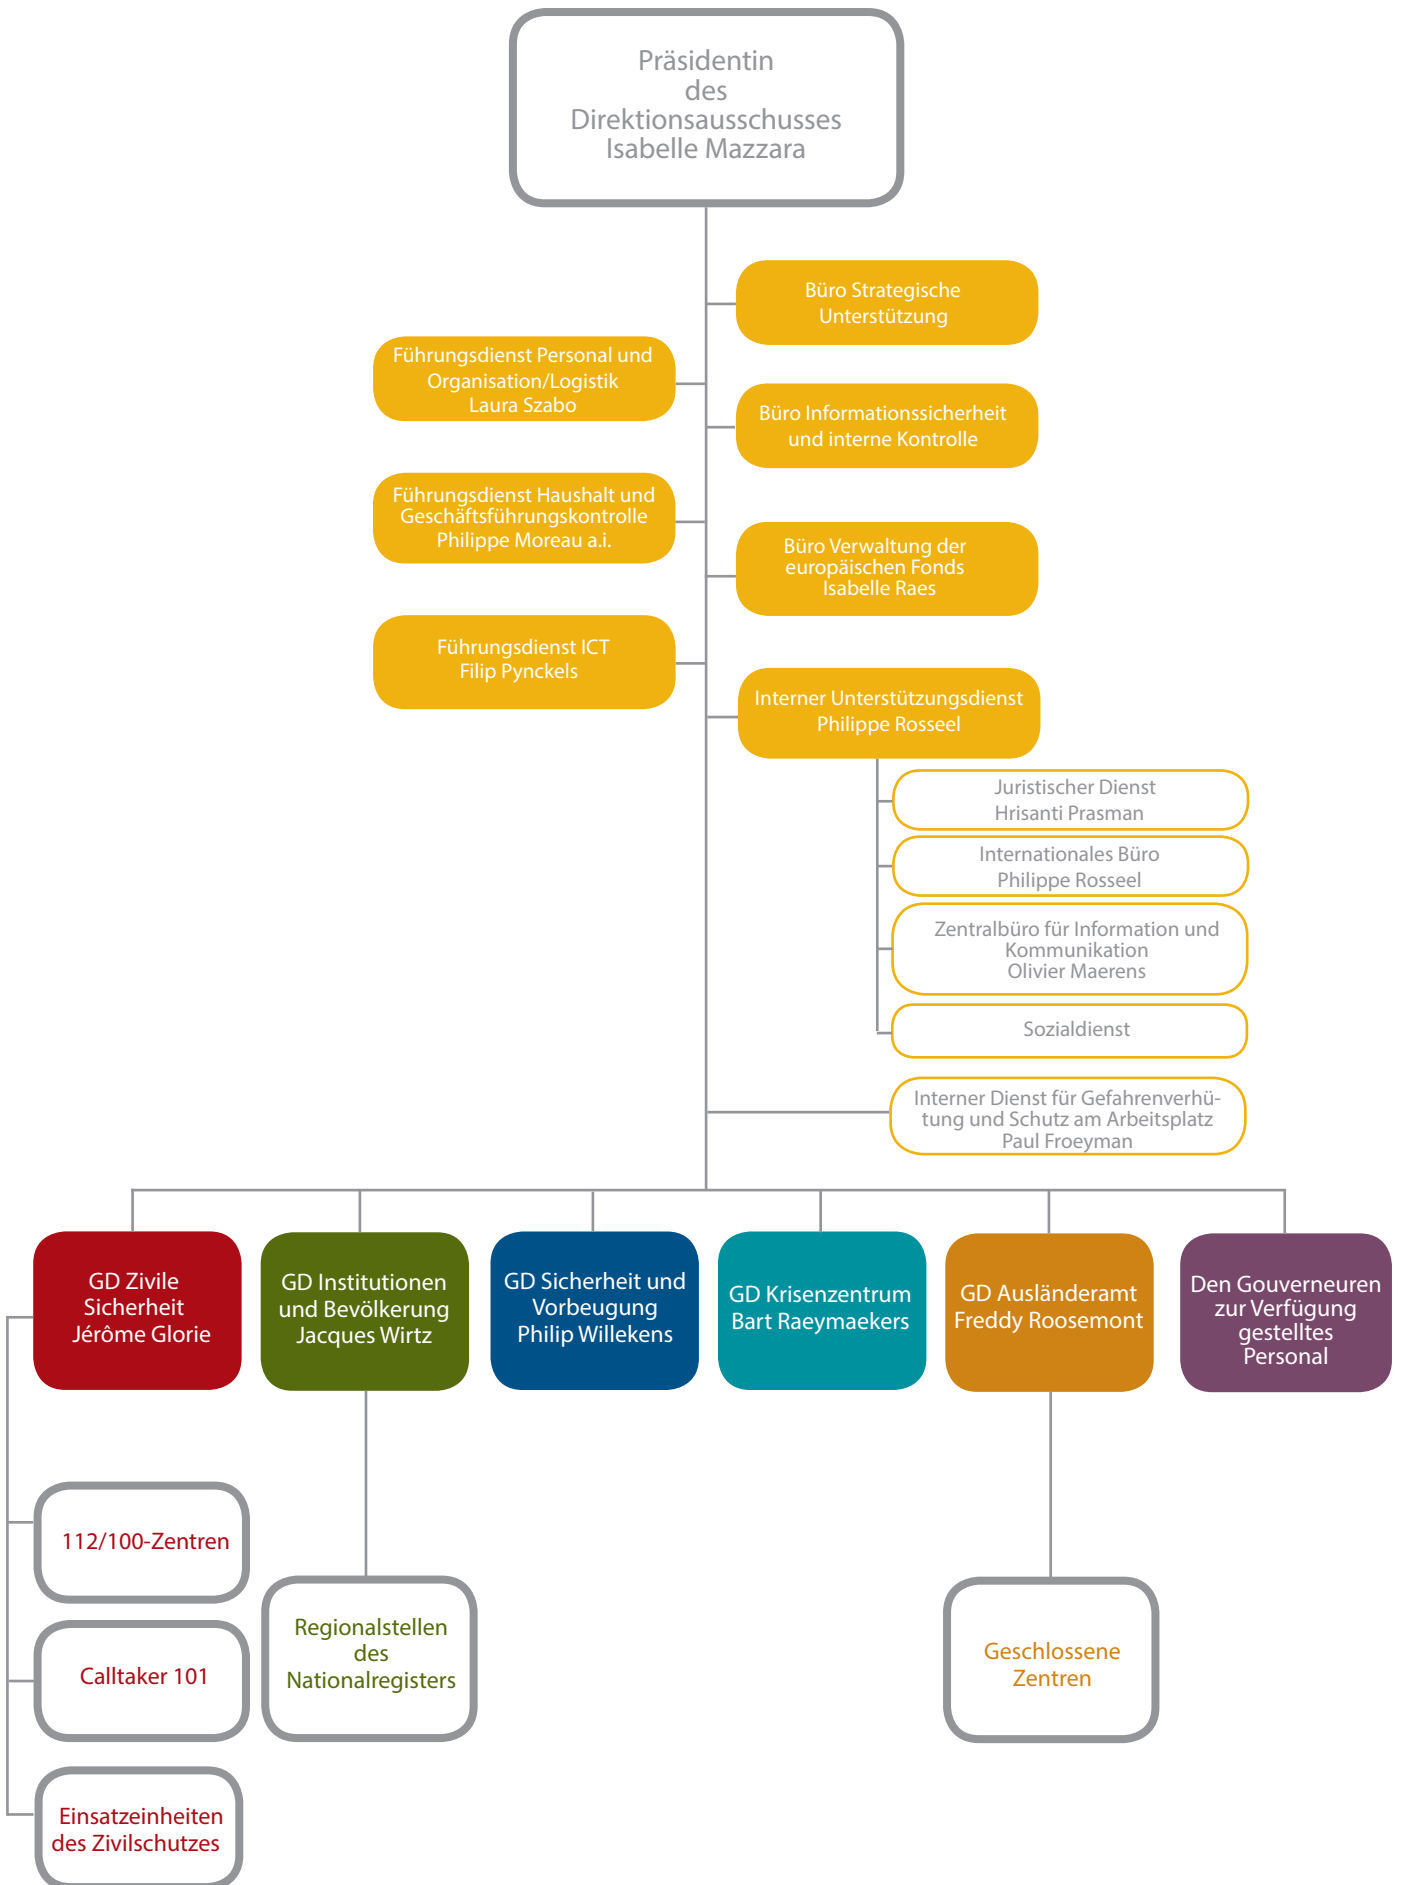 Präsidentin
des
Direktionsausschusses
Isabelle Mazzara
Büro Strategische
Unterstützung
Führungsdienst Personal und
Organisation/Logistik
Laura Szabo
Büro Informationssicherheit
und interne Kontrolle
Führungsdienst Haushalt und
Geschäftsführungskontrolle
Philippe Moreau a.i.
Büro Verwaltung der
europäischen Fonds
Isabelle Raes
Führungsdienst ICT
Filip Pynckels
Interner Unterstützungsdienst
Philippe Rosseel
Juristischer Dienst
Hrisanti Prasman
Internationales Büro
Philippe Rosseel
Zentralbüro für Information und
Kommunikation
Olivier Maerens
Sozialdienst
Interner Dienst für Gefahrenverhü-
tung und Schutz am Arbeitsplatz
Paul Froeyman
GD Zivile
Sicherheit
Jérôme Glorie
GD Institutionen
und Bevölkerung
Jacques Wirtz
GD Sicherheit und
Vorbeugung
Philip Willekens
GD Krisenzentrum
Bart Raeymaekers
GD Ausländeramt
Freddy Roosemont
Den Gouverneuren
zur Verfügung
gestelltes
Personal
112/100-Zentren
Calltaker 101
Einsatzeinheiten
des Zivilschutzes
Regionalstellen
des
Nationalregisters
Geschlossene
Zentren